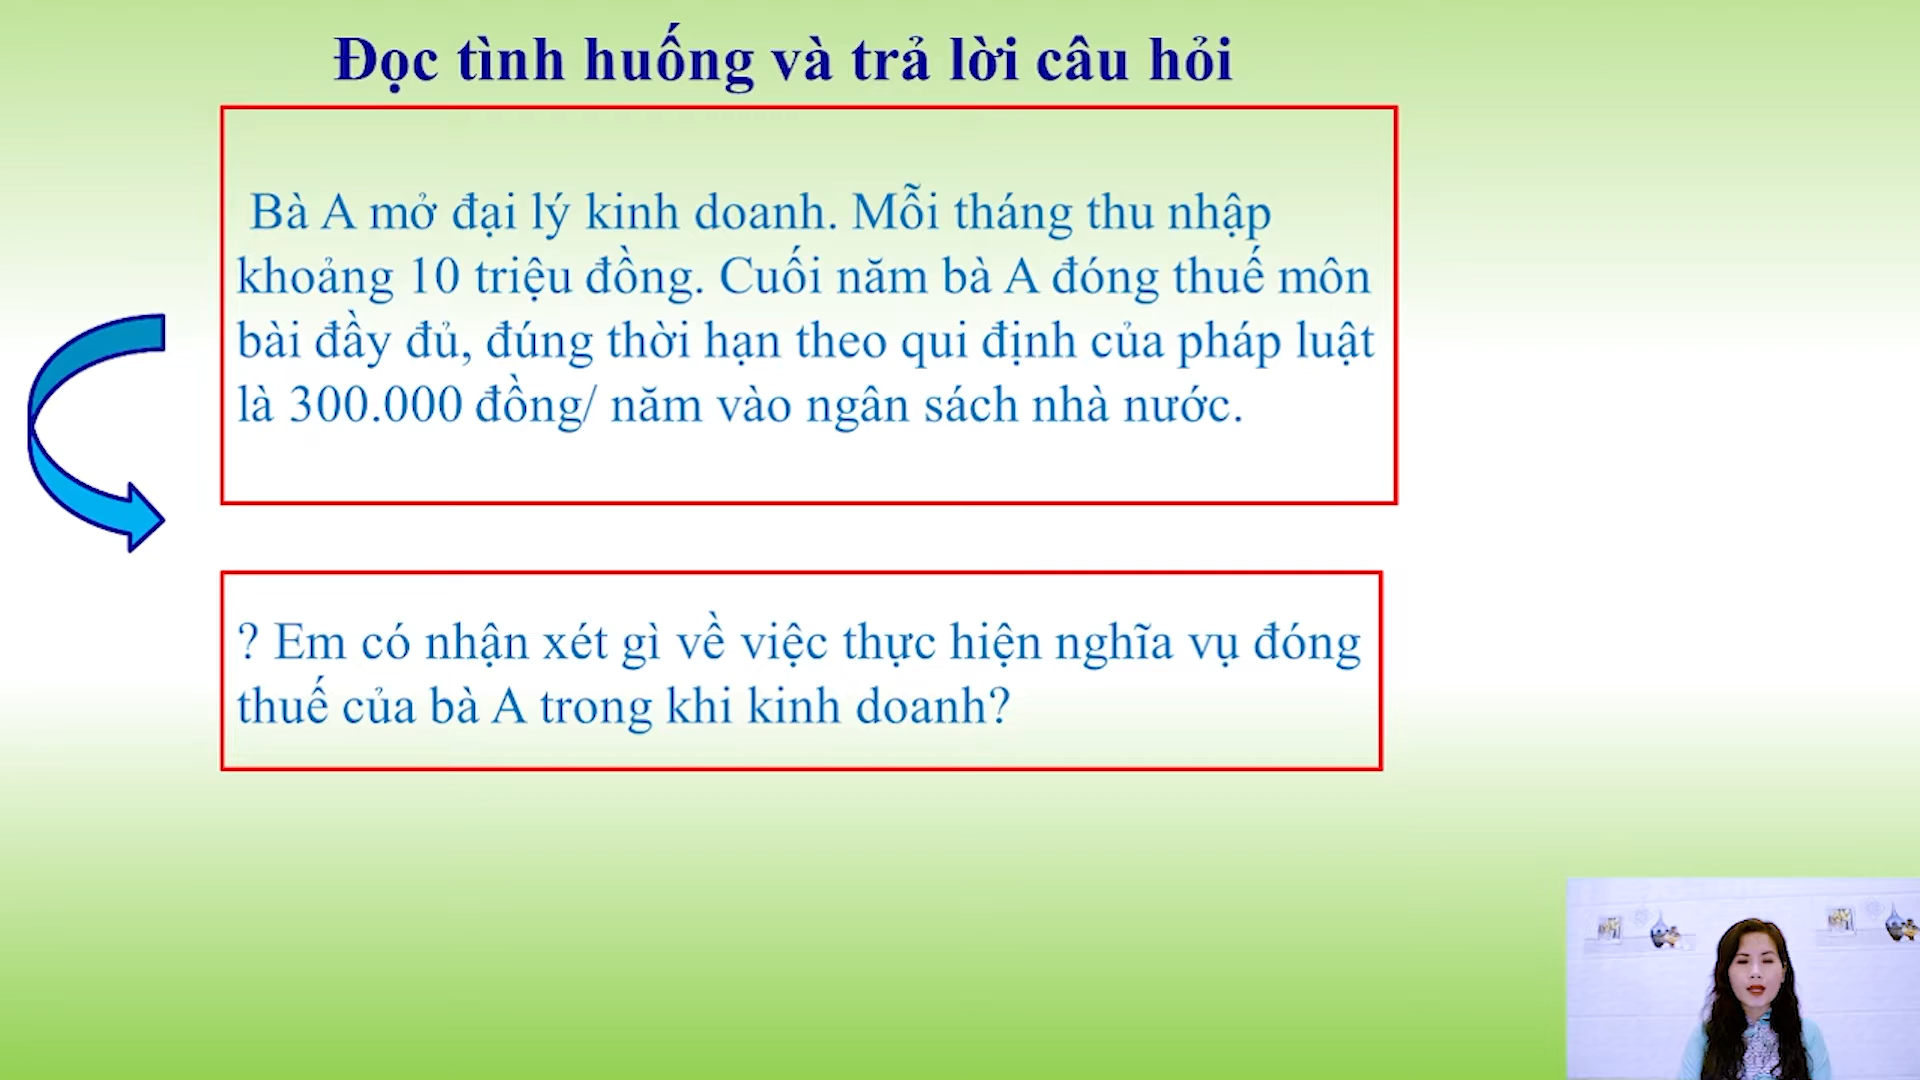 Đọc tình huống và trả lời câu hỏi
Bà A mở đại lý kinh doanh. Mỗi tháng thu nhập
khoảng 10 triệu đồng. Cuối năm bà A đóng thuế môn
bài đầy đủ, đúng thời hạn theo qui định của pháp luật
là 300.000 đồng/ năm vào ngân sách nhà nước.
? Em có nhận xét gì về việc thực hiện nghĩa vụ đóng
thuế của bà A trong khi kinh doanh?